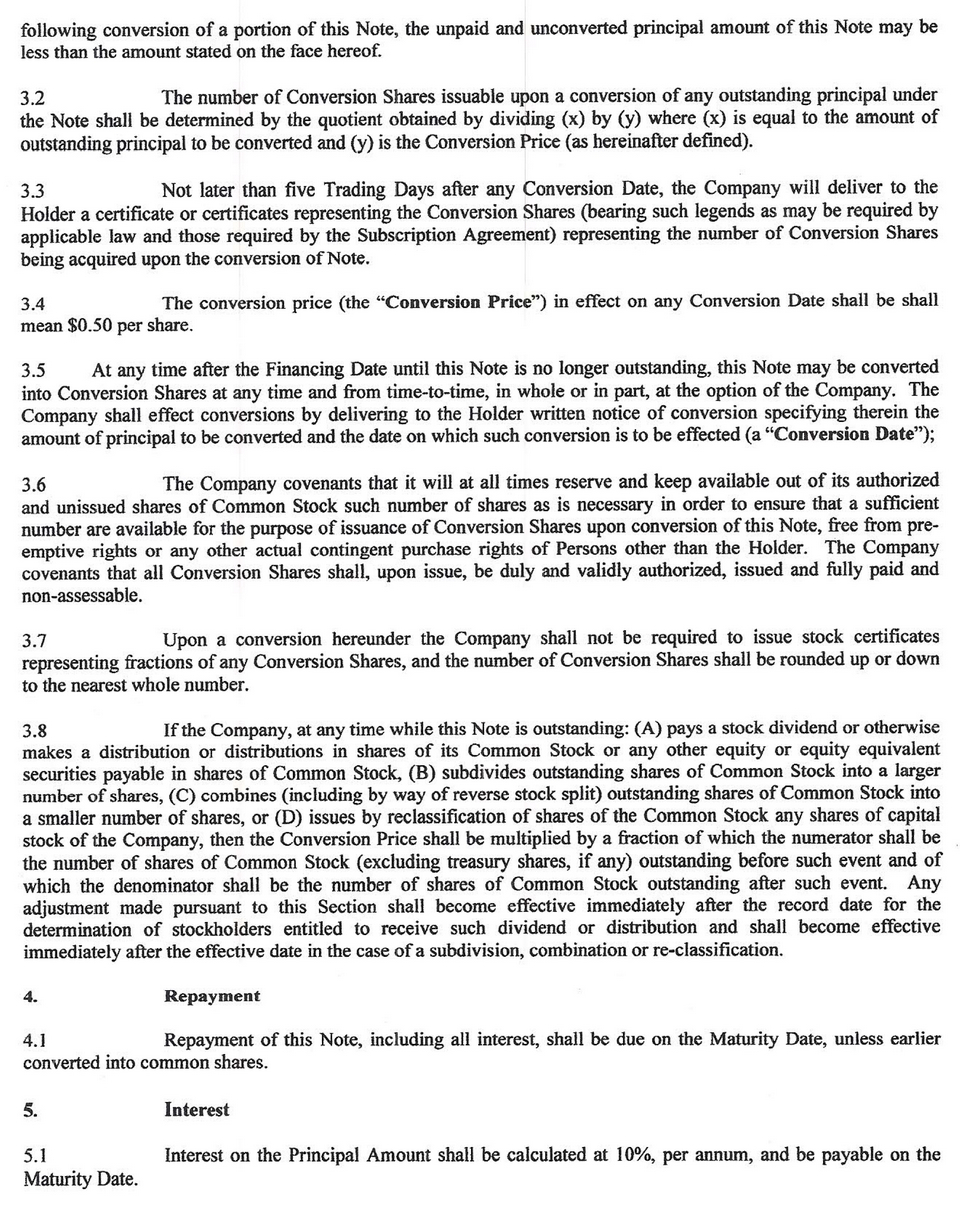 following conversion of a portion of this Note, the unpaid and unconverted principal amount of this Note may be
less than the amount stated on the face hereof.
3.2 The number of Conversion Shares issuable upon a conversion of any outstanding principal under
the Note shall be determined by the quotient obtained by dividing (x) by (y) where (x) is equal to the amount of
outstanding principal to be converted and (y) is the Conversion Price (as hereinafter defined).
3.3 Not later than five Trading Days after any Conversion Date, the Company will deliver to the
Holder a certificate or certificates representing the Conversion Shares (bearing such legends as may be required by
applicable law and those required by the Subscription Agreement) representing the number of Conversion Shares
being acquired upon the conversion of Note.
3.4 The conversion price (the “Conversion Price”) in effect on any Conversion Date shall be shall
mean $0.50 per share.
3.5 At any time after the Financing Date until this Note is no longer outstanding, this Note may be converted
into Conversion Shares at any time and from time-to-time, in whole or in part, at the option of the Company. The
Company shall effect conversions by delivering to the Holder written notice of conversion specifying therein the
amount of principal to be converted and the date on which such conversion is to be effected (a “Conversion Date”);
3.6 The Company covenants that it will at all times reserve and keep available out of its authorized
and unissued shares of Common Stock such number of shares as is necessary in order to ensure that a sufficient
number are available for the purpose of issuance of Conversion Shares upon conversion of this Note, free from pre-
emptive rights or any other actual contingent purchase rights of Persons other than the Holder. The Company
covenants that all Conversion Shares shall, upon issue, be duly and validly authorized, issued and fully paid and
non-assessable.
3.7 Upon a conversion hereunder the Company shall not be required to issue stock certificates
representing fractions of any Conversion Shares, and the number of Conversion Shares shall be rounded up or down
to the nearest whole number.
3.8 If the Company, at any time while this Note is outstanding: (A) pays a stock dividend or otherwise
makes a distribution or distributions in shares of its Common Stock or any other equity or equity equivalent
securities payable in shares of Common Stock, (B) subdivides outstanding shares of Common Stock into a larger
number of shares, (C) combines (including by way of reverse stock split) outstanding shares of Common Stock into
a smaller number of shares, or (D) issues by reclassification of shares of the Common Stock any shares of capital
stock of the Company, then the Conversion Price shall be multiplied by a fraction of which the numerator shall be
the number of shares of Common Stock (excluding treasury shares, if any) outstanding before such event and of
which the denominator shall be the number of shares of Common Stock outstanding after such event. Any
adjustment made pursuant to this Section shall become effective immediately after the record date for the
determination of stockholders entitled to receive such dividend or distribution and shall become effective
immediately after the effective date in the case of a subdivision, combination or re-classification.
4. Repayment
4.1 Repayment of this Note, including all interest, shall be due on the Maturity Date, unless earlier
converted into common shares.
5. Interest
5.1 Interest on the Principal Amount shall be calculated at 10%, per annum, and be payable on the
Maturity Date.